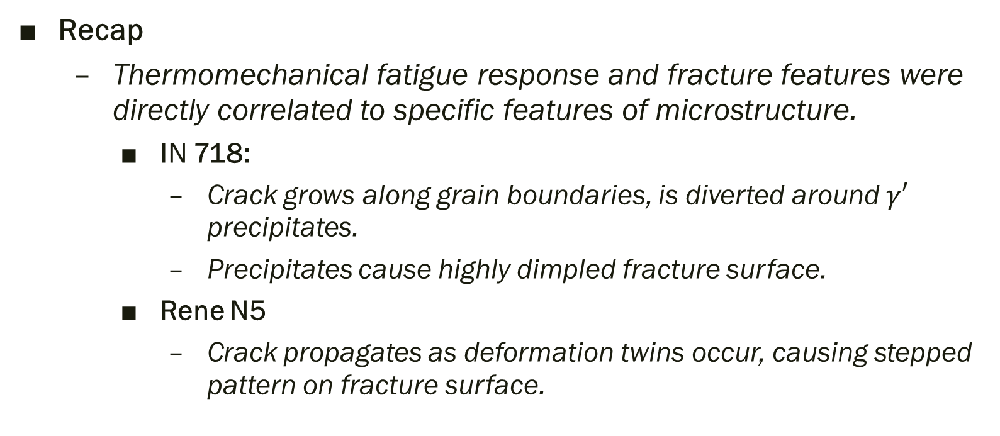 ■ Recap
– Thermomechanical fatigue response and fracture features were
directly correlated to specific features of microstructure.
■ IN 718:
– Crack grows along grain boundaries, is diverted around γ′
precipitates.
– Precipitates cause highly dimpled fracture surface.
■ Rene N5
– Crack propagates as deformation twins occur, causing stepped
pattern on fracture surface.